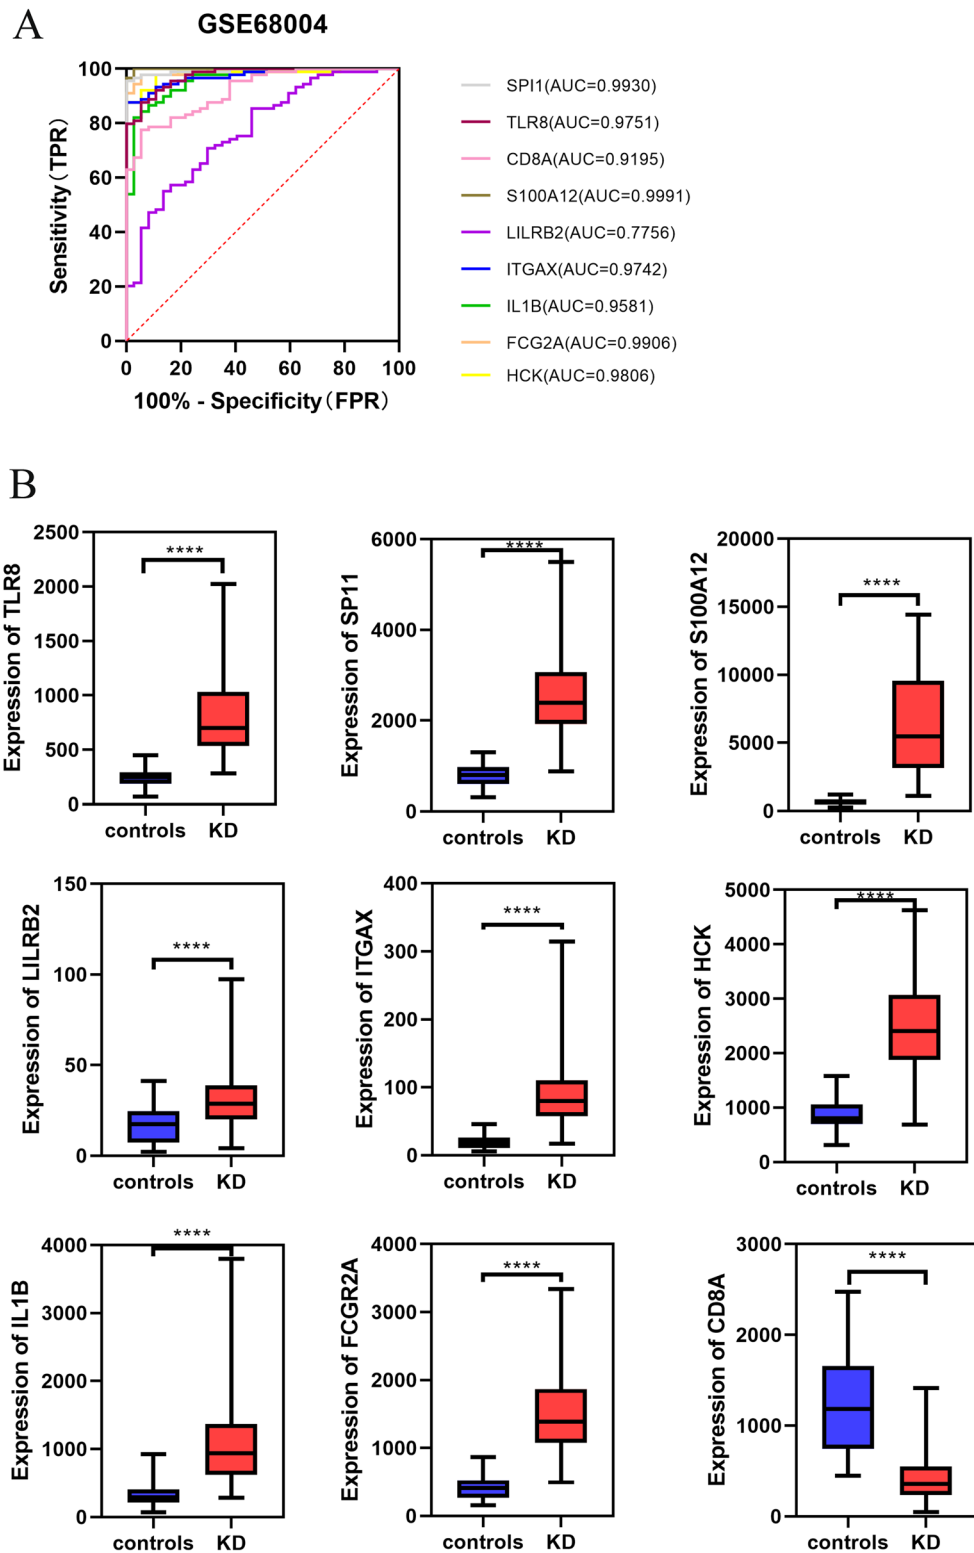 A
GSE68004
Sensitivity（TPR）
100
80
60
40
20
0
0 20 40 60 80 100
100% - Specificity（FPR）
SPI1(AUC=0.9930)
TLR8(AUC=0.9751)
CD8A(AUC=0.9195)
S100A12(AUC=0.9991)
LILRB2(AUC=0.7756)
ITGAX(AUC=0.9742)
IL1B(AUC=0.9581)
FCG2A(AUC=0.9906)
HCK(AUC=0.9806)
B
Expression of TLR8
2500
2000
1500
1000
500
0
****
controls KD
Expression of SP11
6000
4000
2000
0
****
controls KD
Expression of S100A12
20000
15000
10000
5000
0
****
controls KD
Expression of LILRB2
150
100
50
0
****
controls KD
Expression of ITGAX
400
300
200
100
0
****
controls KD
Expression of HCK
5000
4000
3000
2000
1000
0
****
controls KD
Expression of IL1B
4000
3000
2000
1000
0
****
controls KD
Expression of FCGR2A
4000
3000
2000
1000
0
****
controls KD
Expression of CD8A
3000
2000
1000
0
****
controls KD